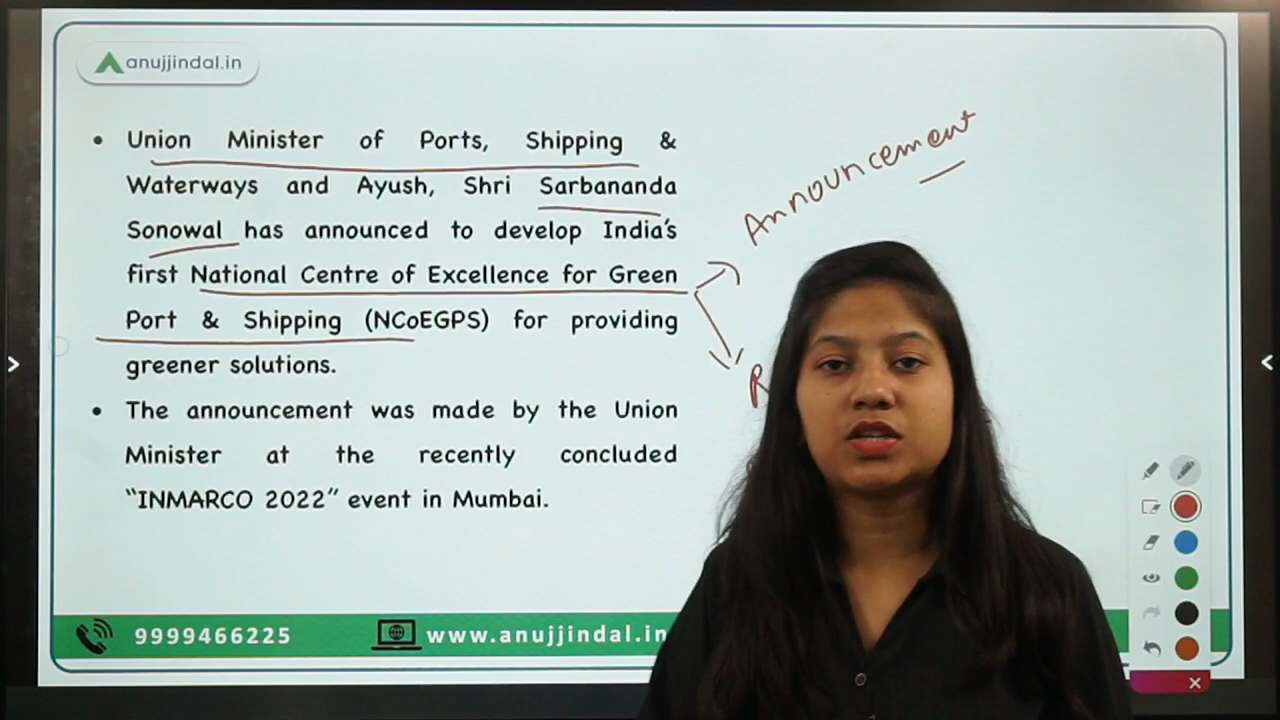 anujjindal.in
Union Minister of Ports, Shipping &
Waterways and Ayush, Shri Sarbananda
Sonowal has announced to develop India's
first National Centre of Excellence for Green
Port & Shipping (NCoEGPS) for providing
greener solutions.
The announcement was made by the Union
Minister at the recently concluded
"INMARCO 2022" event in Mumbai.
Announcement
9999466225
www.anujjindal.in